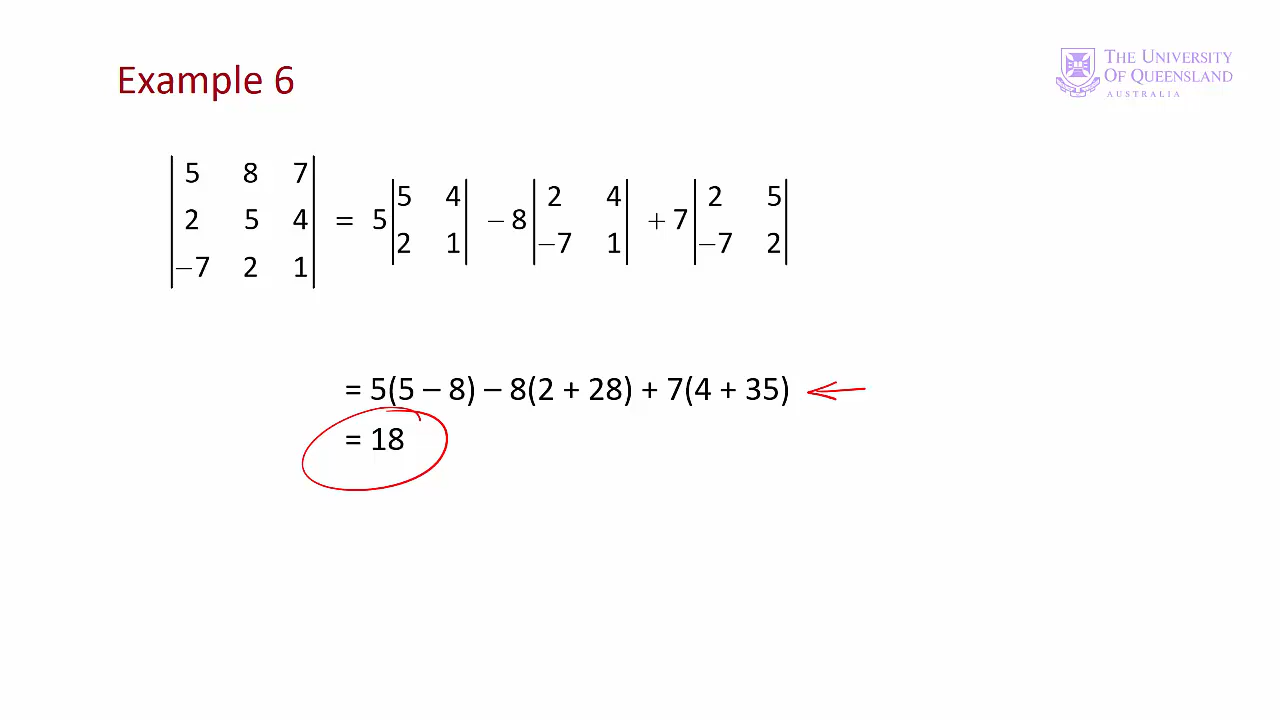 Example 6
THE UNIVERSITY
OF QUEENSLAND
AUSTRALIA
5 8 7
2 5 4
−7 2 1
= 5
5 4
2 1
− 8
2 4
−7 1
+ 7
2 5
−7 2
= 5(5 – 8) – 8(2 + 28) + 7(4 + 35)
= 18